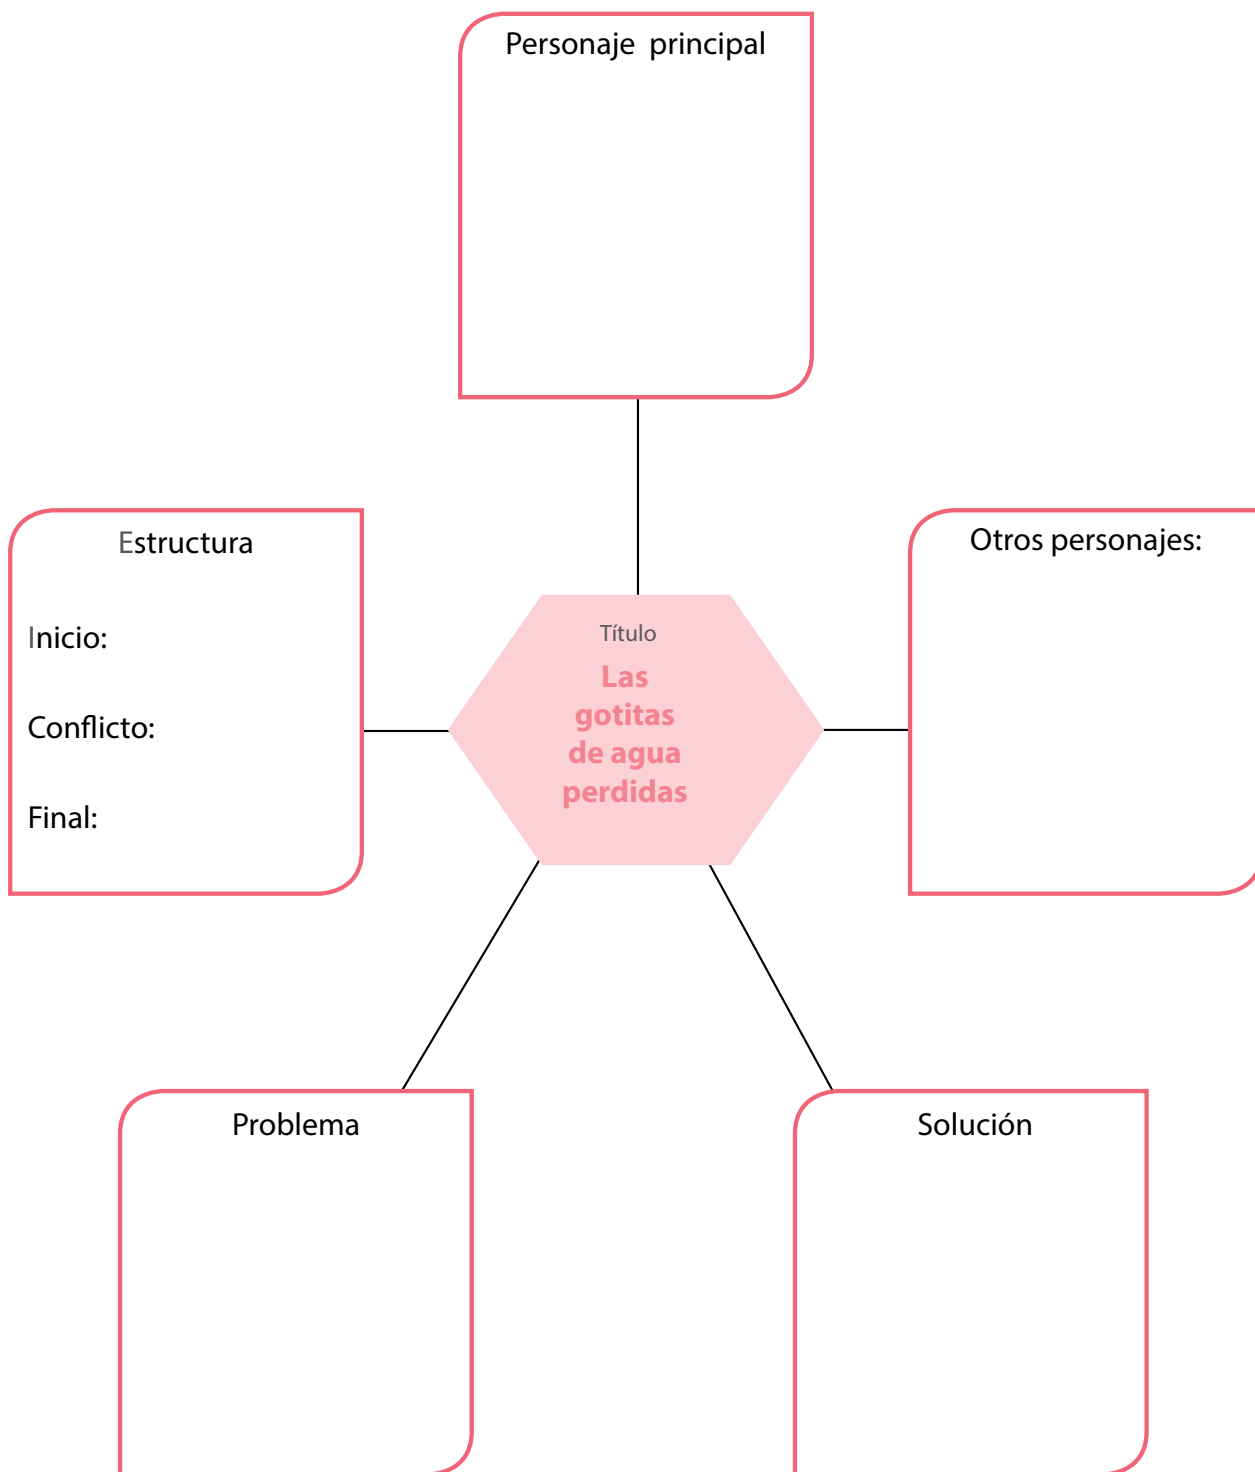 Personaje principal
Estructura
Inicio:
Conflicto:
Final:
Título
Las
gotitas
de agua
perdidas
Otros personajes:
Problema
Solución